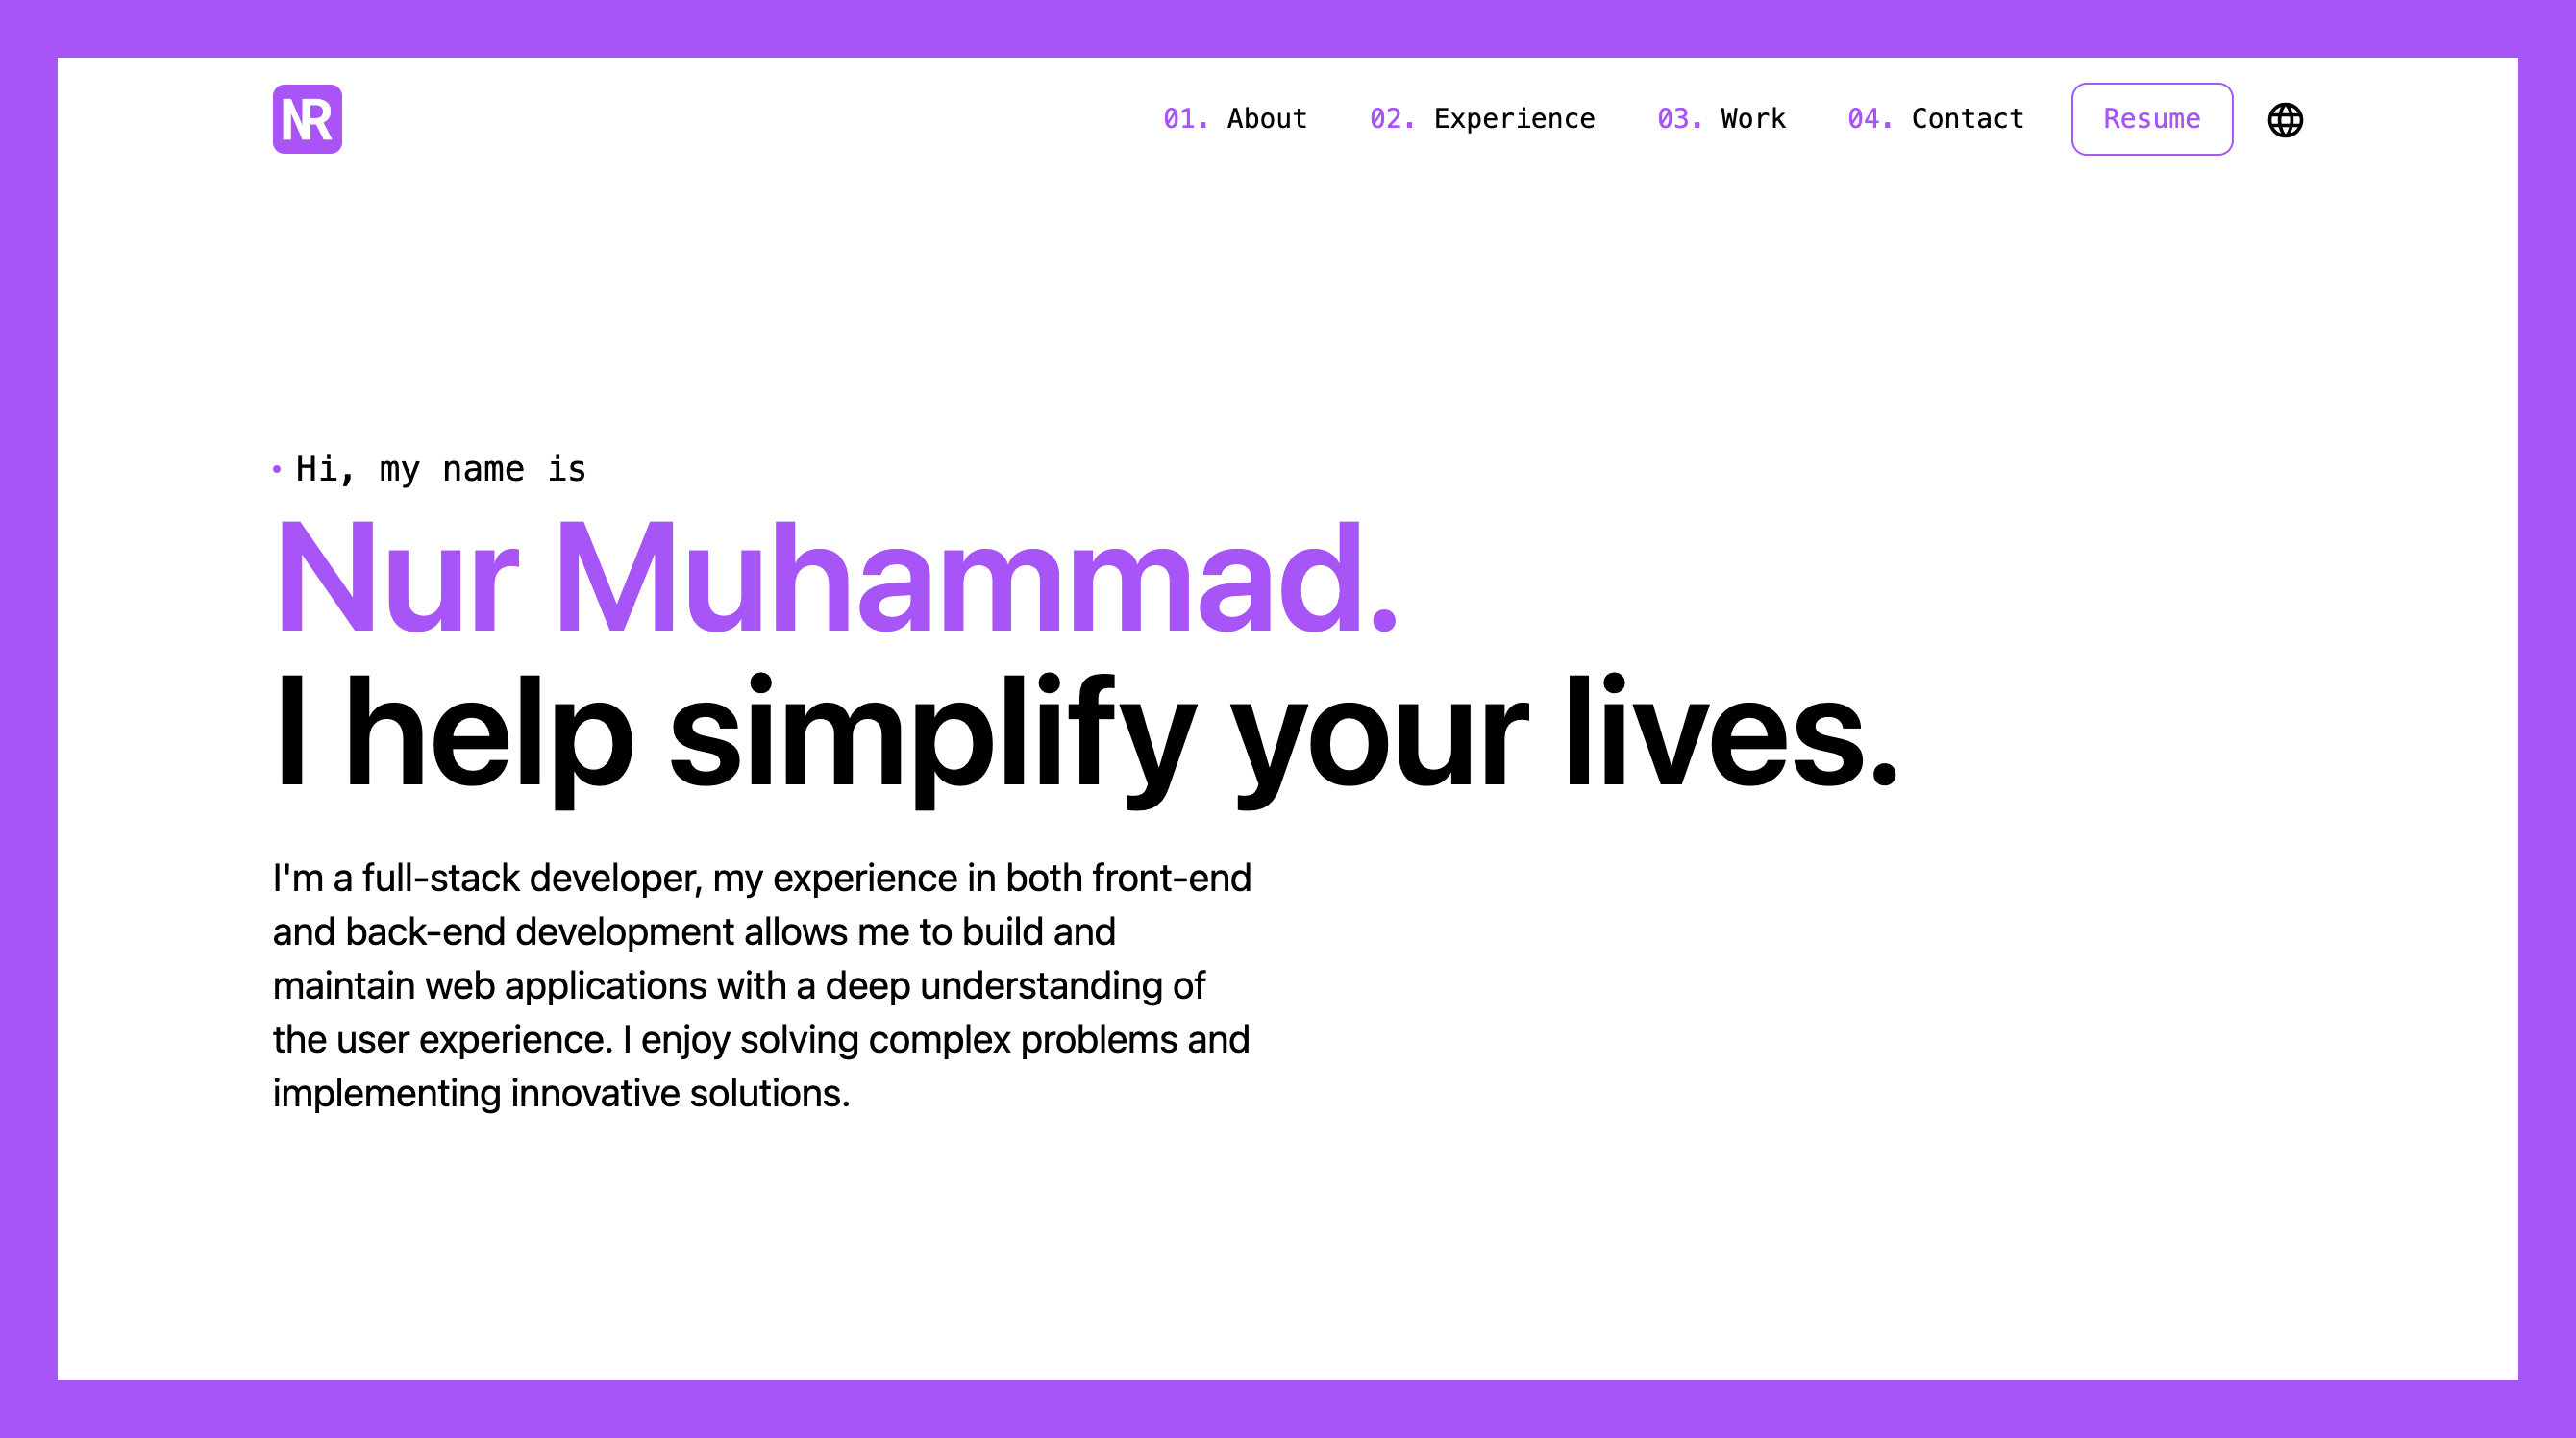 NR
01. About 02. Experience 03. Work 04. Contact Resume
• Hi, my name is
Nur Muhammad.
I help simplify your lives.
I'm a full-stack developer, my experience in both front-end
and back-end development allows me to build and
maintain web applications with a deep understanding of
the user experience. I enjoy solving complex problems and
implementing innovative solutions.